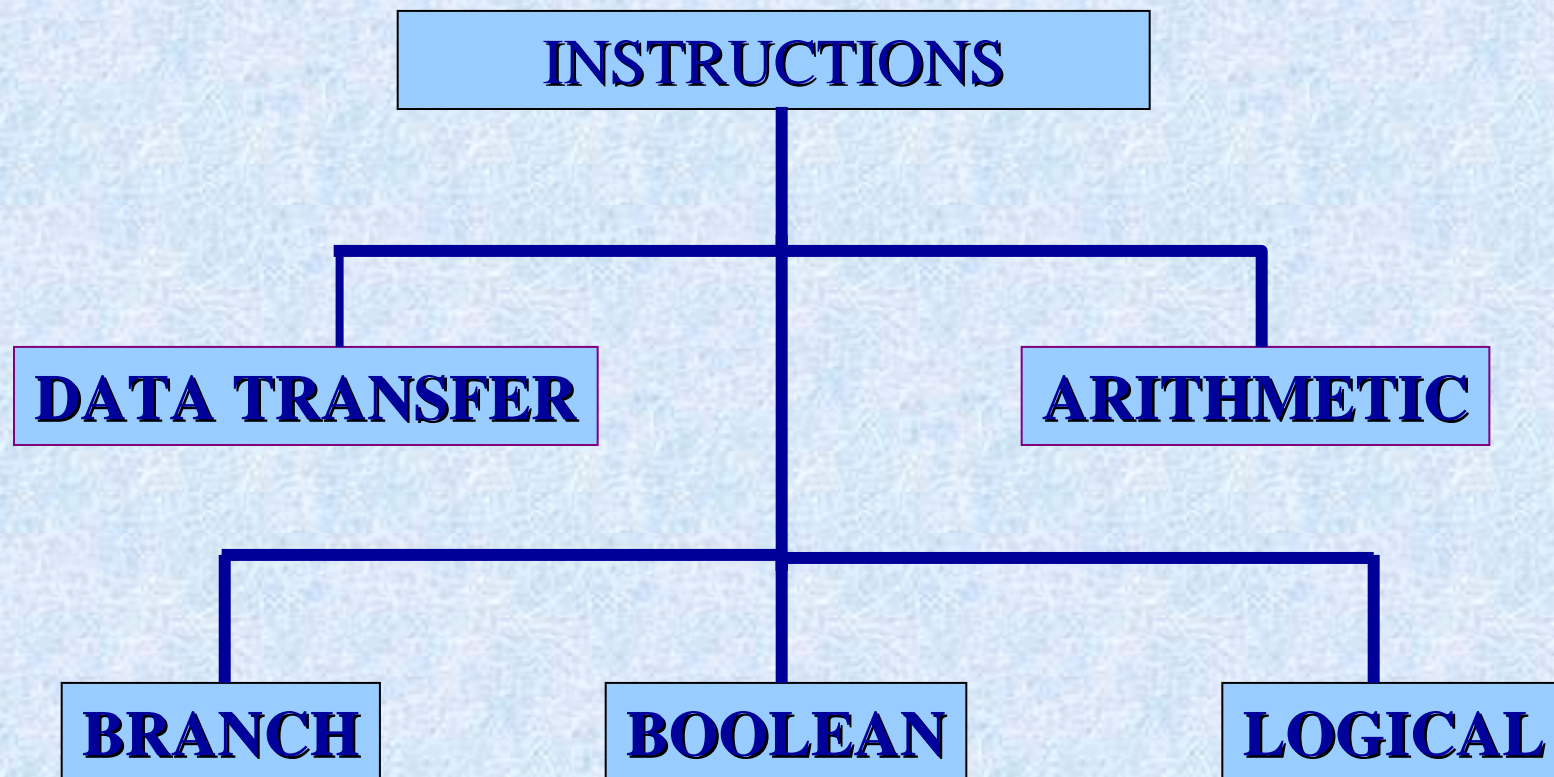 INSTRUCTIONS
DATA TRANSFER
ARITHMETIC
BRANCH
BOOLEAN
LOGICAL